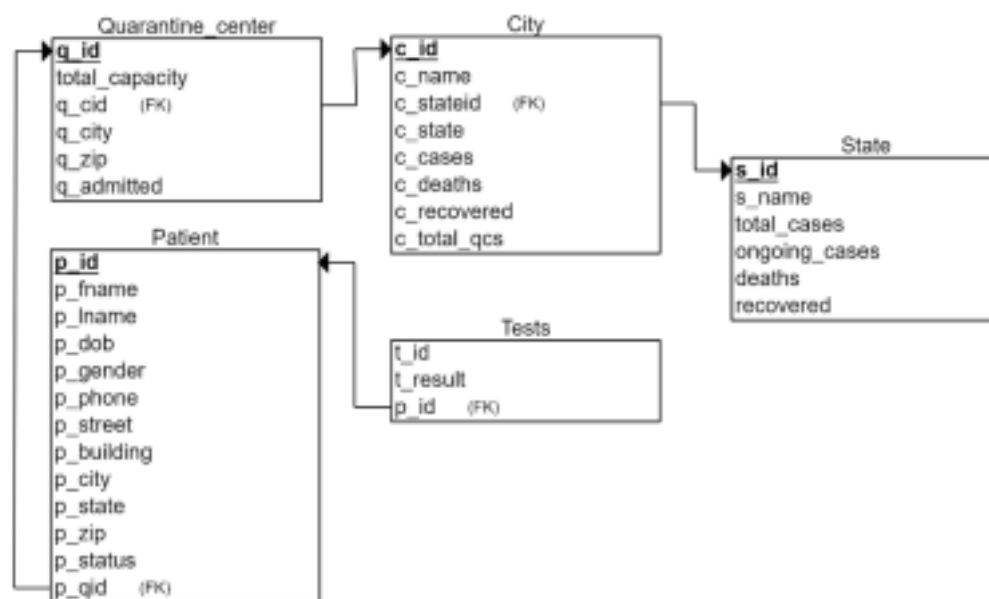 Quarantine_center
q_id
total_capacity
q_cid (FK)
q_city
q_zip
q_admitted
City
c_id
c_name
c_stateid (FK)
c_state
c_cases
c_deaths
c_recovered
c_total_qcs
State
s_id
s_name
total_cases
ongoing_cases
deaths
recovered
Patient
p_id
p_fname
p_lname
p_dob
p_gender
p_phone
p_street
p_building
p_city
p_state
p_zip
p_status
p_qid (FK)
Tests
t_id
t_result
p_id (FK)